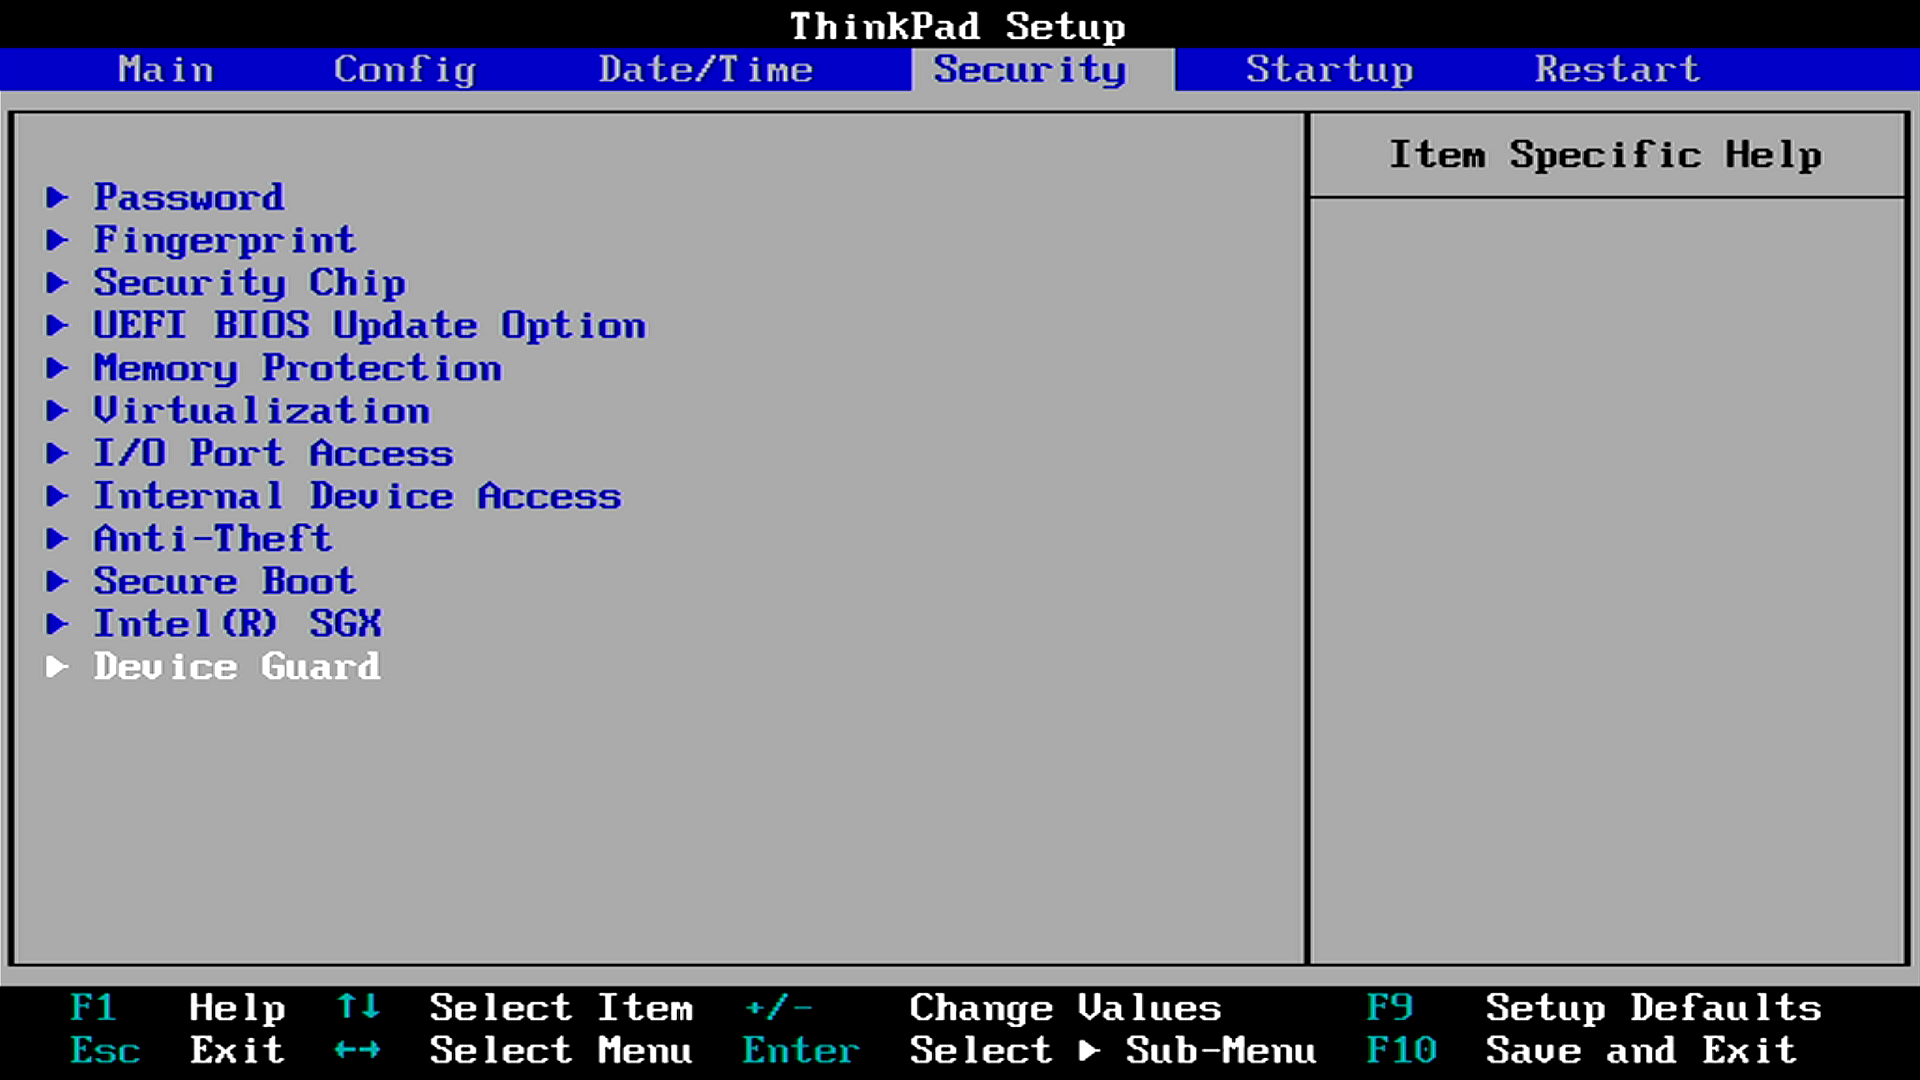 ThinkPad Setup
Main Config Date/Time Security Startup Restart
Item Specific Help
▶ Password
▶ Fingerprint
▶ Security Chip
▶ UEFI BIOS Update Option
▶ Memory Protection
▶ Virtualization
▶ I/O Port Access
▶ Internal Device Access
▶ Anti-Theft
▶ Secure Boot
▶ Intel(R) SGX
▶ Device Guard
F1 Help ↑↓ Select Item +/- Change Values F9 Setup Defaults
Esc Exit ←→ Select Menu Enter Select ▶ Sub-Menu F10 Save and Exit